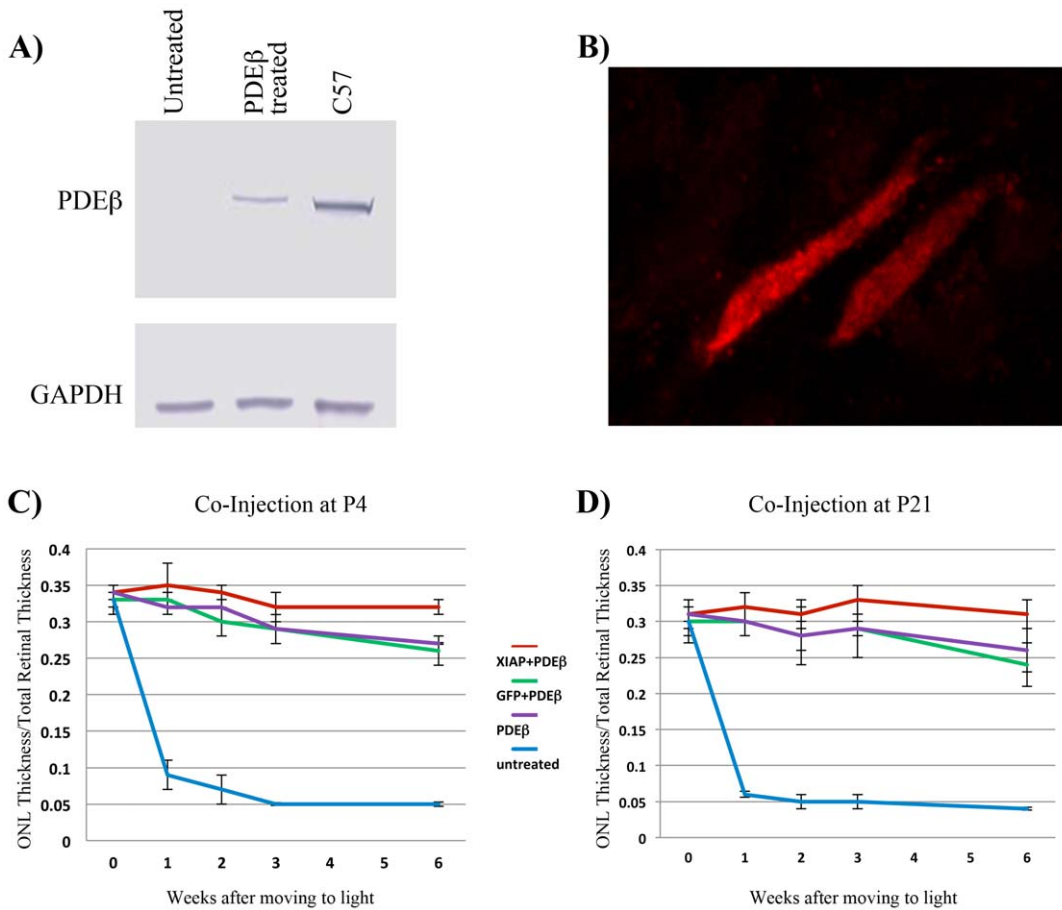 A)
Untreated
PDEβ
treated
C57
PDEβ
GAPDH
B)
C)
Co-Injection at P4
ONL Thickness/Total Retinal Thickness
0.4
0.35
0.3
0.25
0.2
0.15
0.1
0.05
0
0 1 2 3 4 5 6
Weeks after moving to light
XIAP+PDEβ
GFP+PDEβ
PDEβ
untreated
D)
Co-Injection at P21
ONL Thickness/Total Retinal Thickness
0.4
0.35
0.3
0.25
0.2
0.15
0.1
0.05
0
0 1 2 3 4 5 6
Weeks after moving to light